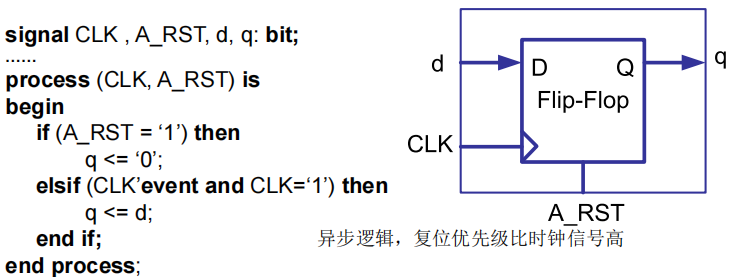 signal CLK , A_RST, d, q: bit;
......
process (CLK, A_RST) is
begin
if (A_RST = ‘1’) then
q <= ‘0’;
elsif (CLK’event and CLK=‘1’) then
q <= d;
end if;
end process;
d
D
Q
q
Flip-Flop
CLK
A_RST
异步逻辑，复位优先级比时钟信号高